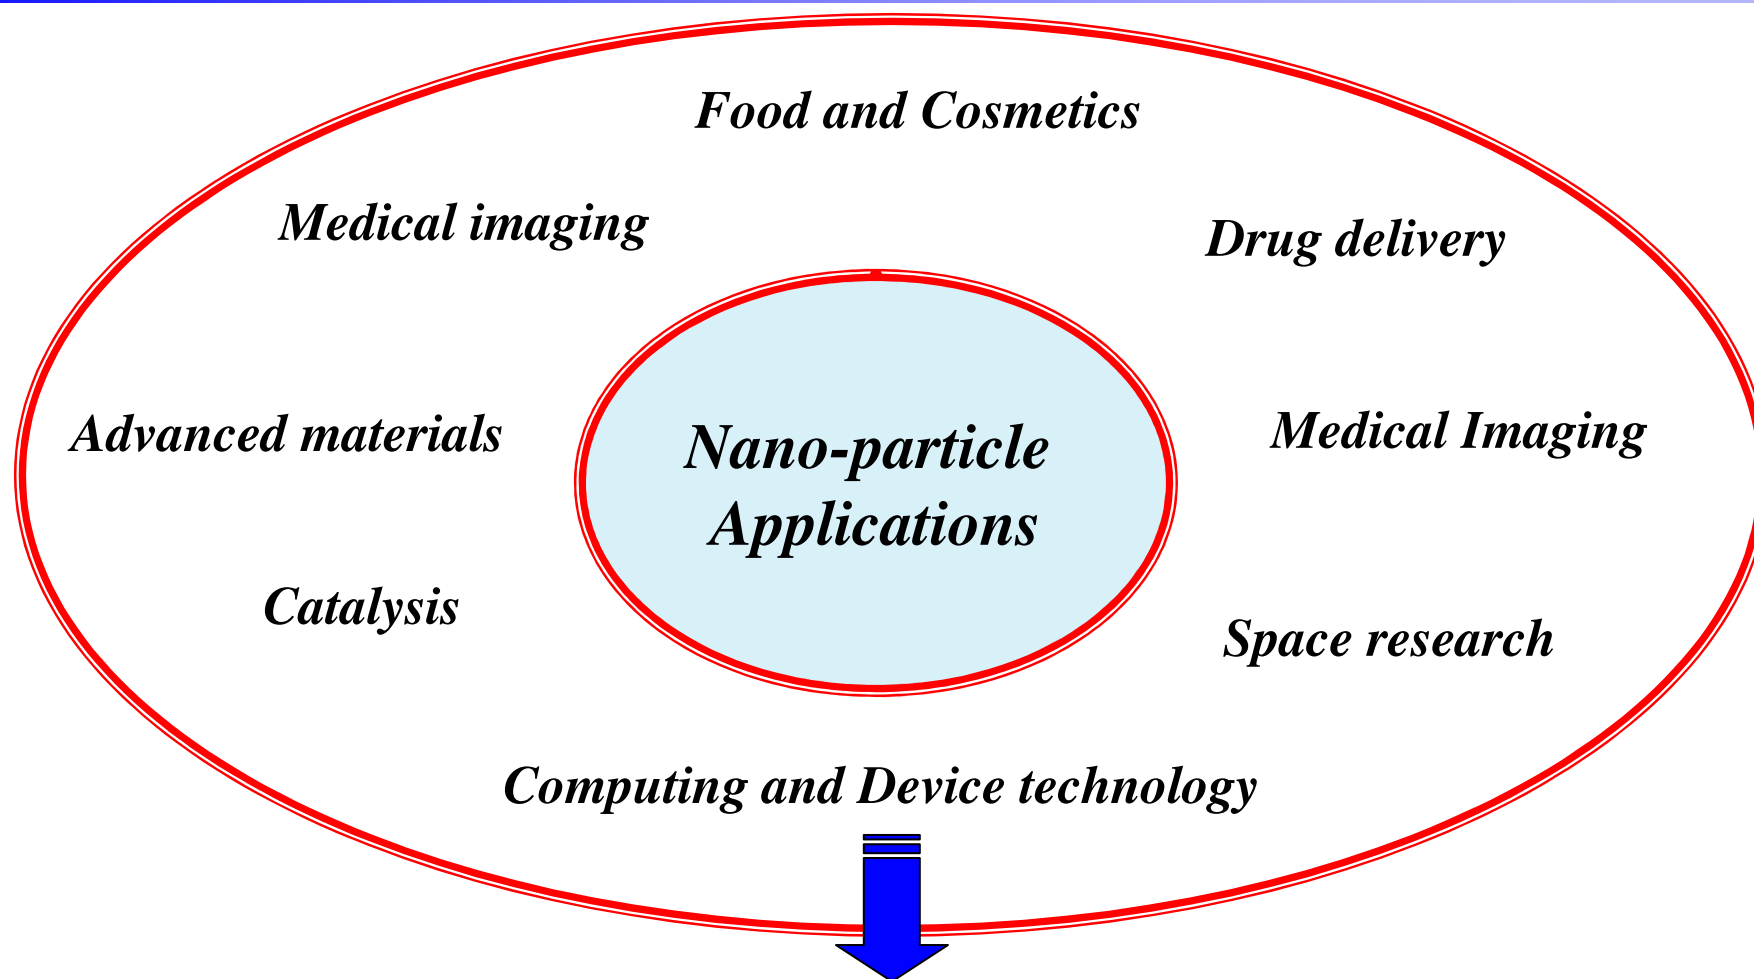 Food and Cosmetics
Medical imaging
Drug delivery
Advanced materials
Medical Imaging
Nano-particle
Applications
Catalysis
Space research
Computing and Device technology